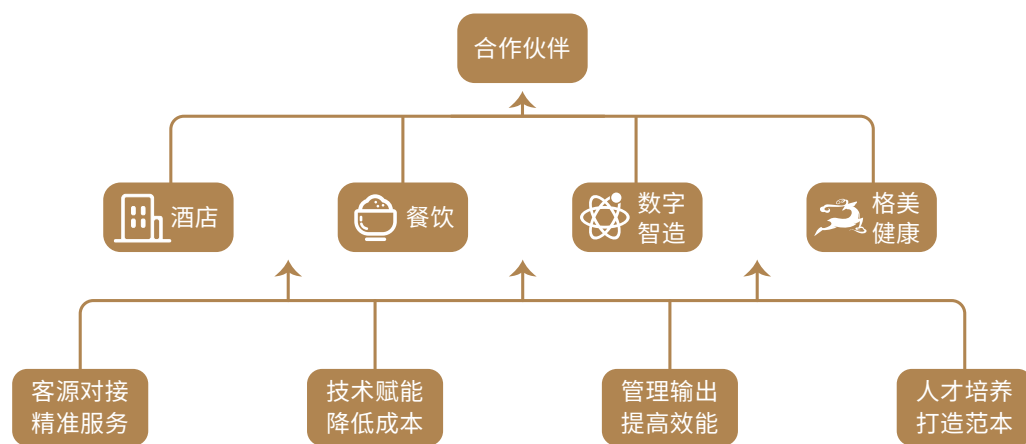 合作伙伴
酒店
餐饮
数字
智造
格美
健康
客源对接
精准服务
技术赋能
降低成本
管理输出
提高效能
人才培养
打造范本